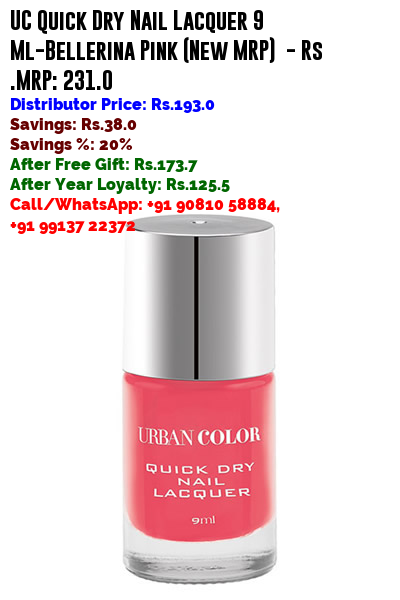 UC Quick Dry Nail Lacquer 9
Ml-Bellerina Pink (New MRP)  - Rs
.MRP: 231.0
Distributor Price: Rs.193.0
Savings: Rs.38.0
Savings %: 20%
After Free Gift: Rs.173.7
After Year Loyalty: Rs.125.5
Call/WhatsApp: +91 90810 58884,
+91 99137 22372
URBAN COLOR
QUICK DRY
NAIL
LACQUER
9ml